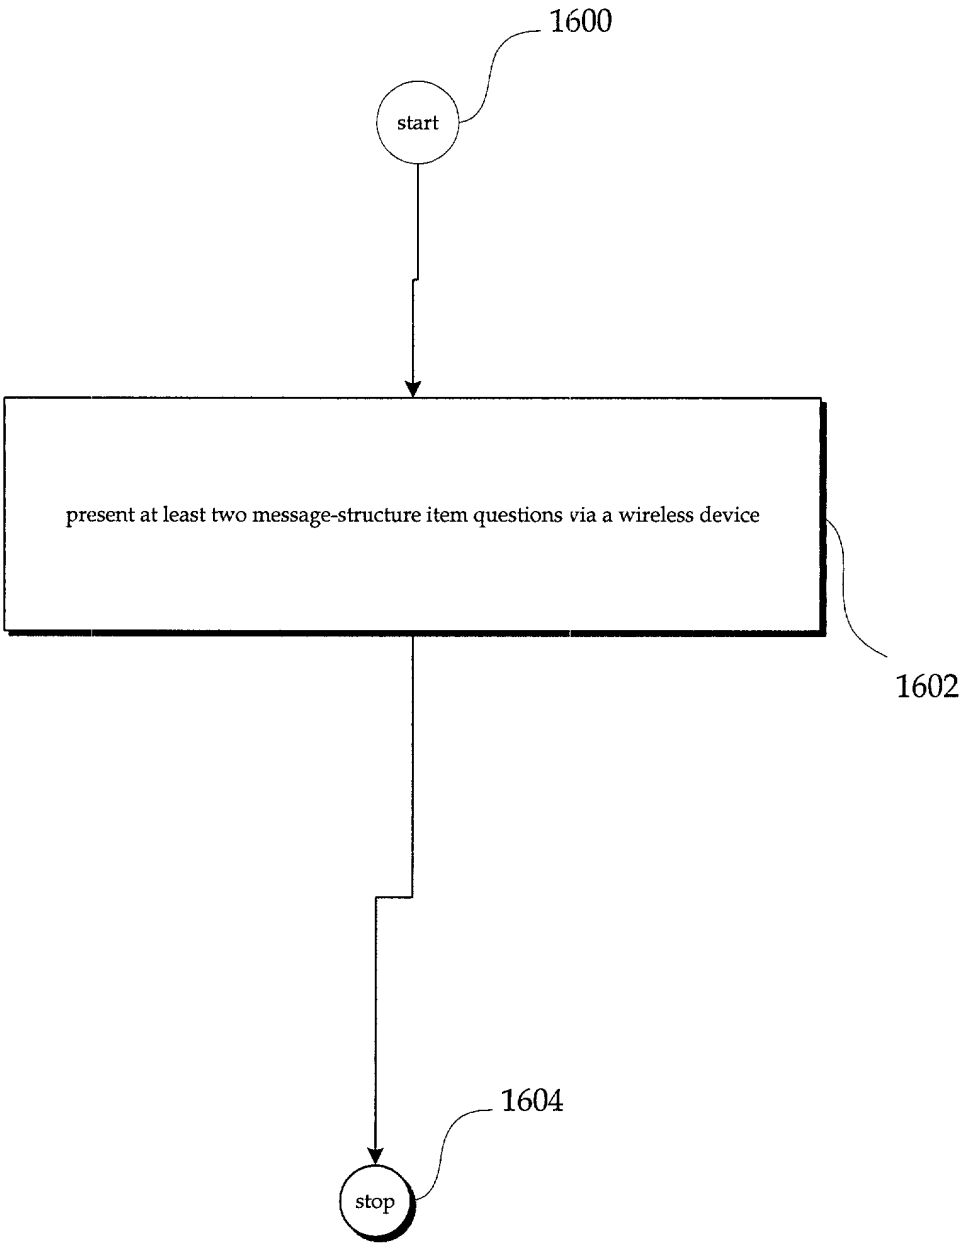 1600
start
present at least two message-structure item questions via a wireless device
1602
1604
stop